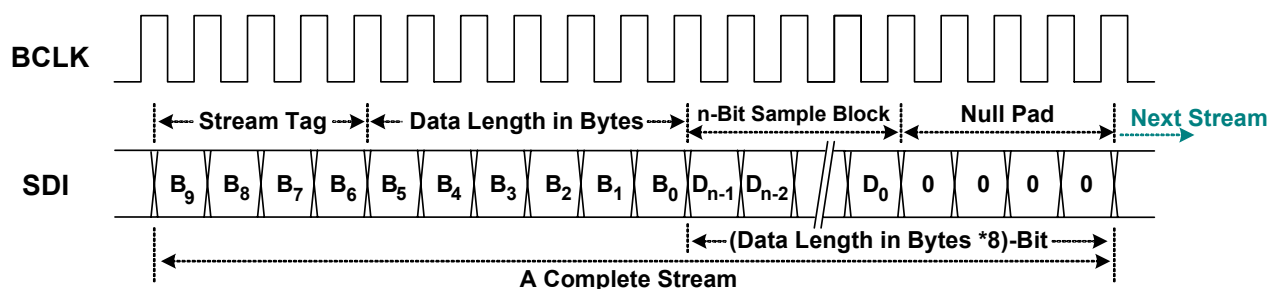 BCLK
Stream Tag Data Length in Bytes n-Bit Sample Block Null Pad Next Stream
SDI B9 B8 B7 B6 B5 B4 B3 B2 B1 B0 Dn-1 Dn-2 D0 0 0 0 0
(Data Length in Bytes *8)-Bit
A Complete Stream